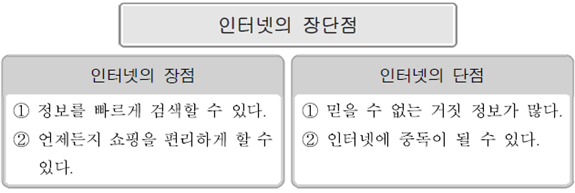 인터넷의 장단점
인터넷의 장점
① 정보를 빠르게 검색할 수 있다.
② 언제든지 쇼핑을 편리하게 할 수
있다.
인터넷의 단점
① 믿을 수 없는 거짓 정보가 많다.
② 인터넷에 중독이 될 수 있다.